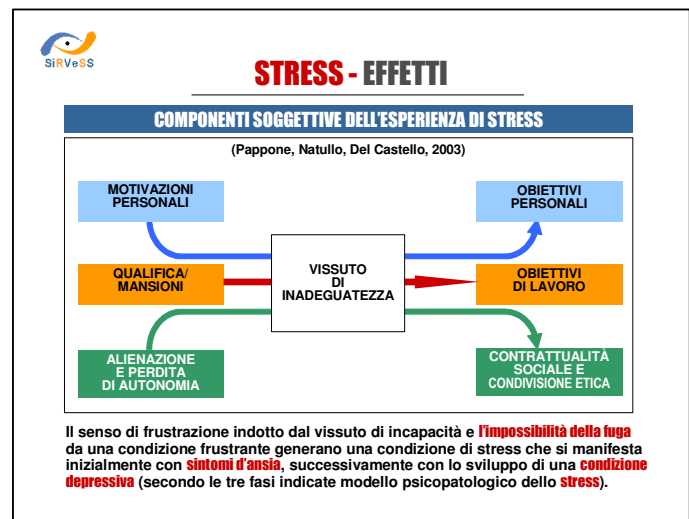 SiRVeSS
STRESS - EFFETTI
COMPONENTI SOGGETTIVE DELL'ESPERIENZA DI STRESS
(Pappone, Natullo, Del Castello, 2003)
MOTIVAZIONI
PERSONALI
OBIETTIVI
PERSONALI
QUALIFICA/
MANSIONI
VISSUTO
DI
INADEGUATEZZA
OBIETTIVI
DI LAVORO
ALIENAZIONE
E PERDITA
DI AUTONOMIA
CONTRATTUALITÀ
SOCIALE E
CONDIVISIONE ETICA
Il senso di frustrazione indotto dal vissuto di incapacità e l'impossibilità della fuga
da una condizione frustrante generano una condizione di stress che si manifesta
inizialmente con sintomi d'ansia, successivamente con lo sviluppo di una condizione
depressiva (secondo le tre fasi indicate modello psicopatologico dello stress).